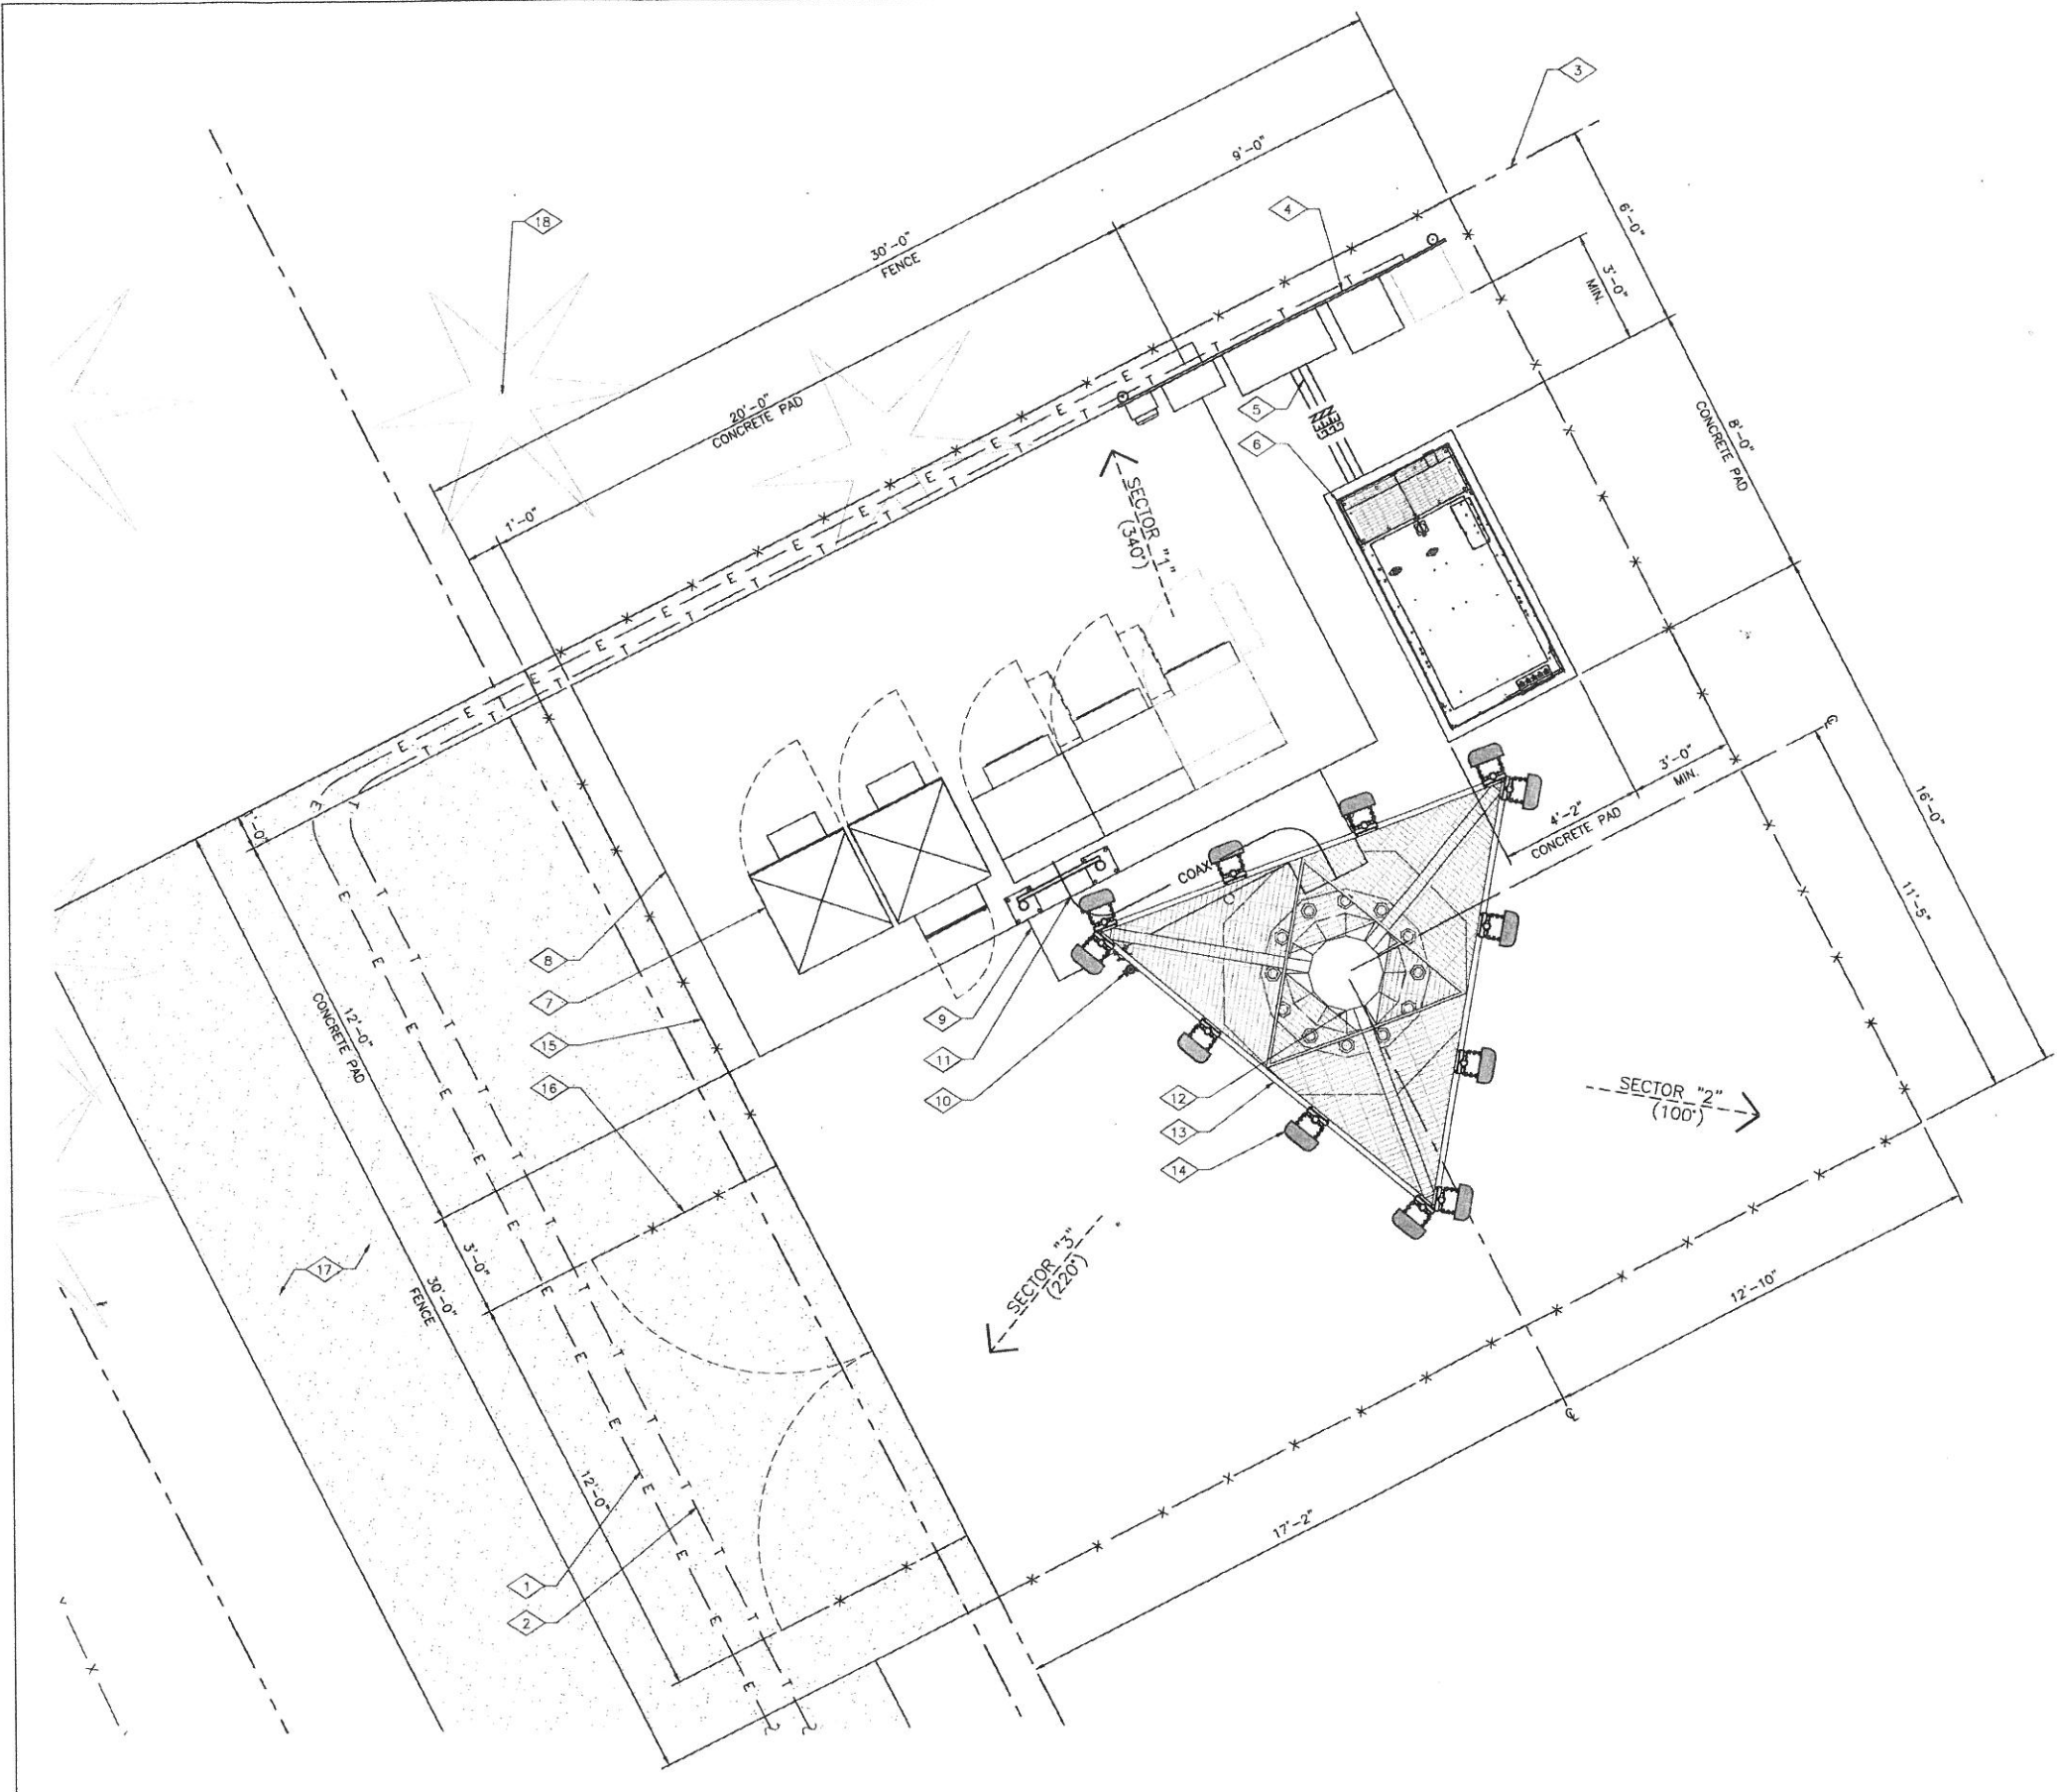 3
18
9'-0"
4
6'-0"
30'-0"
FENCE
3'-0"
MIN.
20'-0"
CONCRETE PAD
5
GEN
GEN
6
8'-0"
CONCRETE PAD
1'-0"
SECTOR "1"
(340°)
E E E E E E E E E E E E
T T T T T T T T T T T
3'-0"
MIN.
16'-0"
4'-2"
CONCRETE PAD
COAX
11'-5"
8
7
15
16
9
11
10
12'-0"
CONCRETE PAD
12
13
14
SECTOR "2"
(100°)
3'-0"
17
30'-0"
FENCE
SECTOR "3"
(220°)
12'-10"
12'-0"
17'-2"
1
2